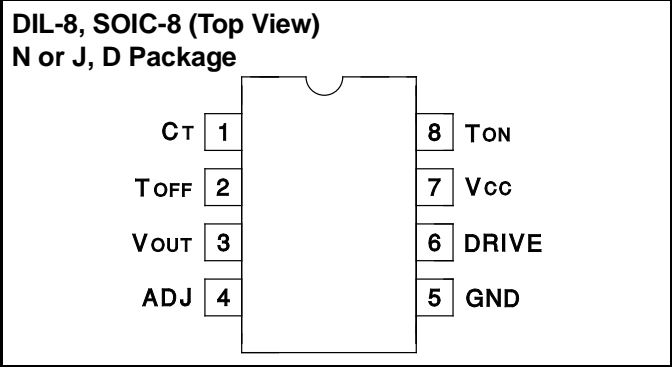 DIL-8, SOIC-8 (Top View)
N or J, D Package
CT 1 8 TON
TOFF 2 7 VCC
VOUT 3 6 DRIVE
ADJ 4 5 GND